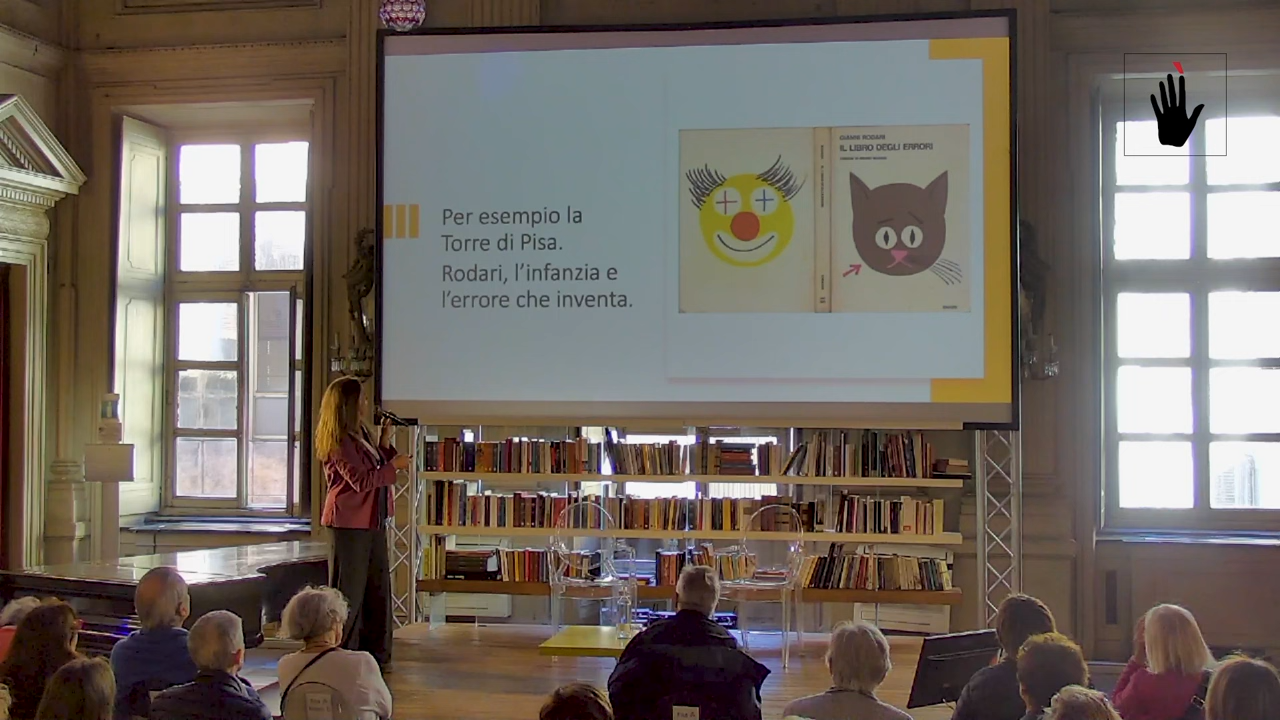 Per esempio la
Torre di Pisa.
Rodari, l'infanzia e
l'errore che inventa.
GIANNI RODARI
IL LIBRO DEGLI ERRORI